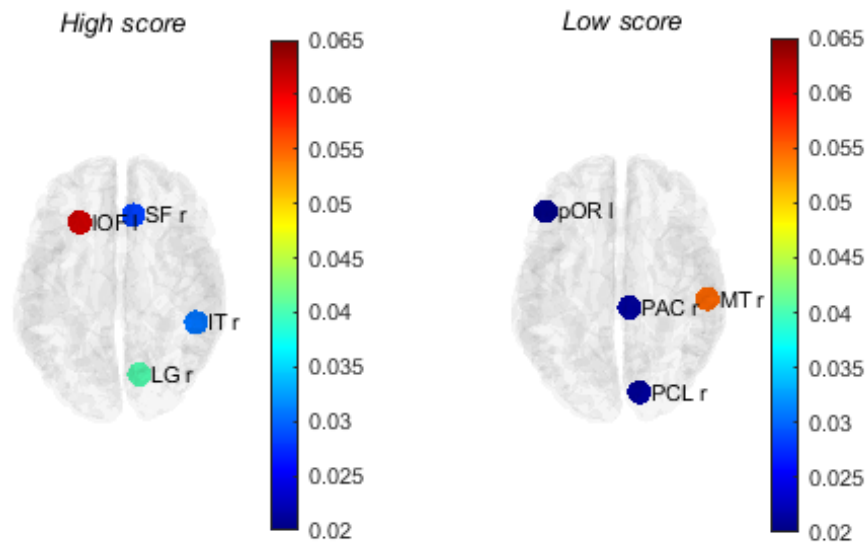 High score
lOF l
SF r
IT r
LG r
0.065
0.06
0.055
0.05
0.045
0.04
0.035
0.03
0.025
0.02
Low score
pOR l
PAC r
MT r
PCL r
0.065
0.06
0.055
0.05
0.045
0.04
0.035
0.03
0.025
0.02